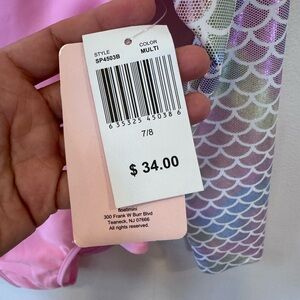 STYLE COLOR
SP4503B MULTI
6 35325 45038 6
7/8
$ 34.00
300 Frank W Burr Blvd
Teaneck, NJ 07666
All rights reserved.